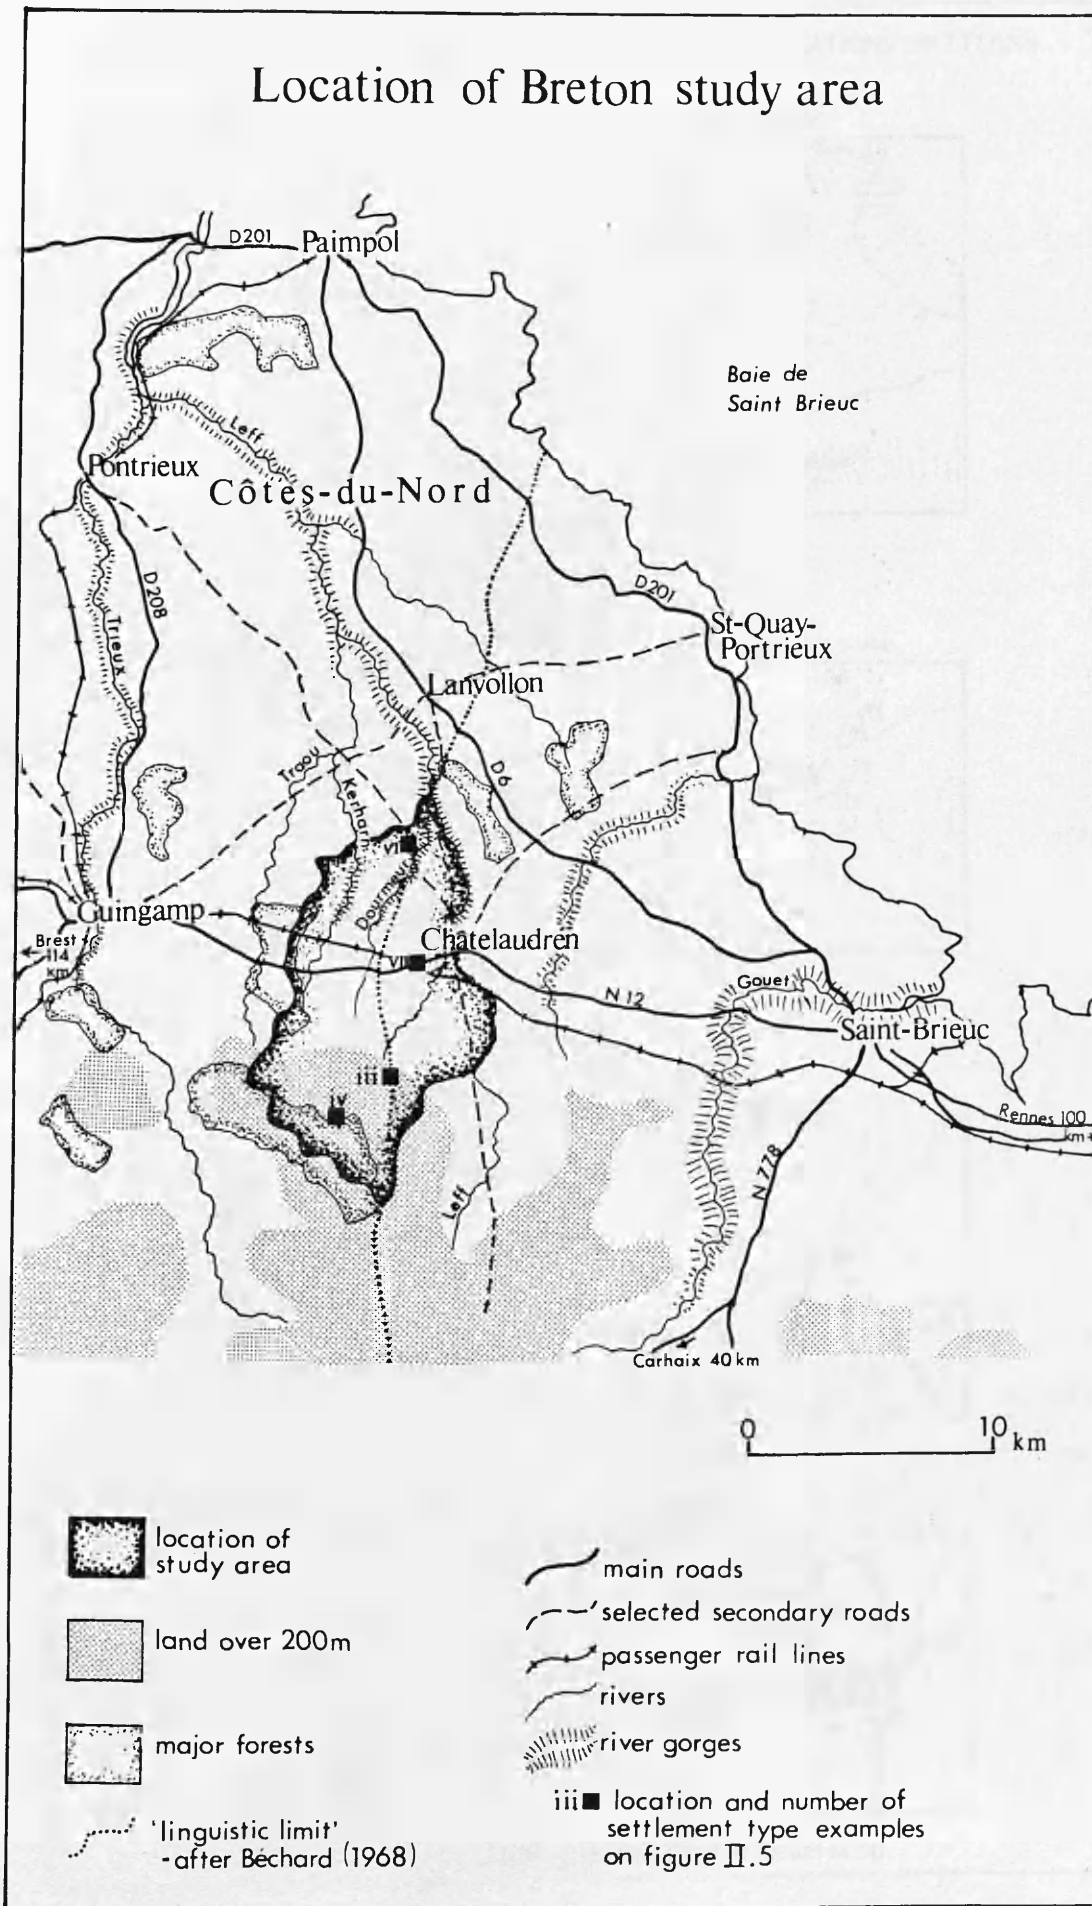 Location of Breton study area
D201
Paimpol
Baie de
Saint Brieuc
Leff
Pontrieux
Côtes-du-Nord
D208
Trieux
D201
St-Quay-
Portrieux
Lanvollon
Troou
D6
Kerharn
vi
Dourmeur
Guingamp
Brest
114
km
Chatelaudren
N 12
Gouet
Saint-Brieuc
iii
iv
Rennes 100
km
N 778
Leff
Carhaix 40 km
0
10 km
location of
study area
land over 200m
major forests
'linguistic limit'
-after Béchard (1968)
main roads
selected secondary roads
passenger rail lines
rivers
river gorges
iii■ location and number of
settlement type examples
on figure II.5